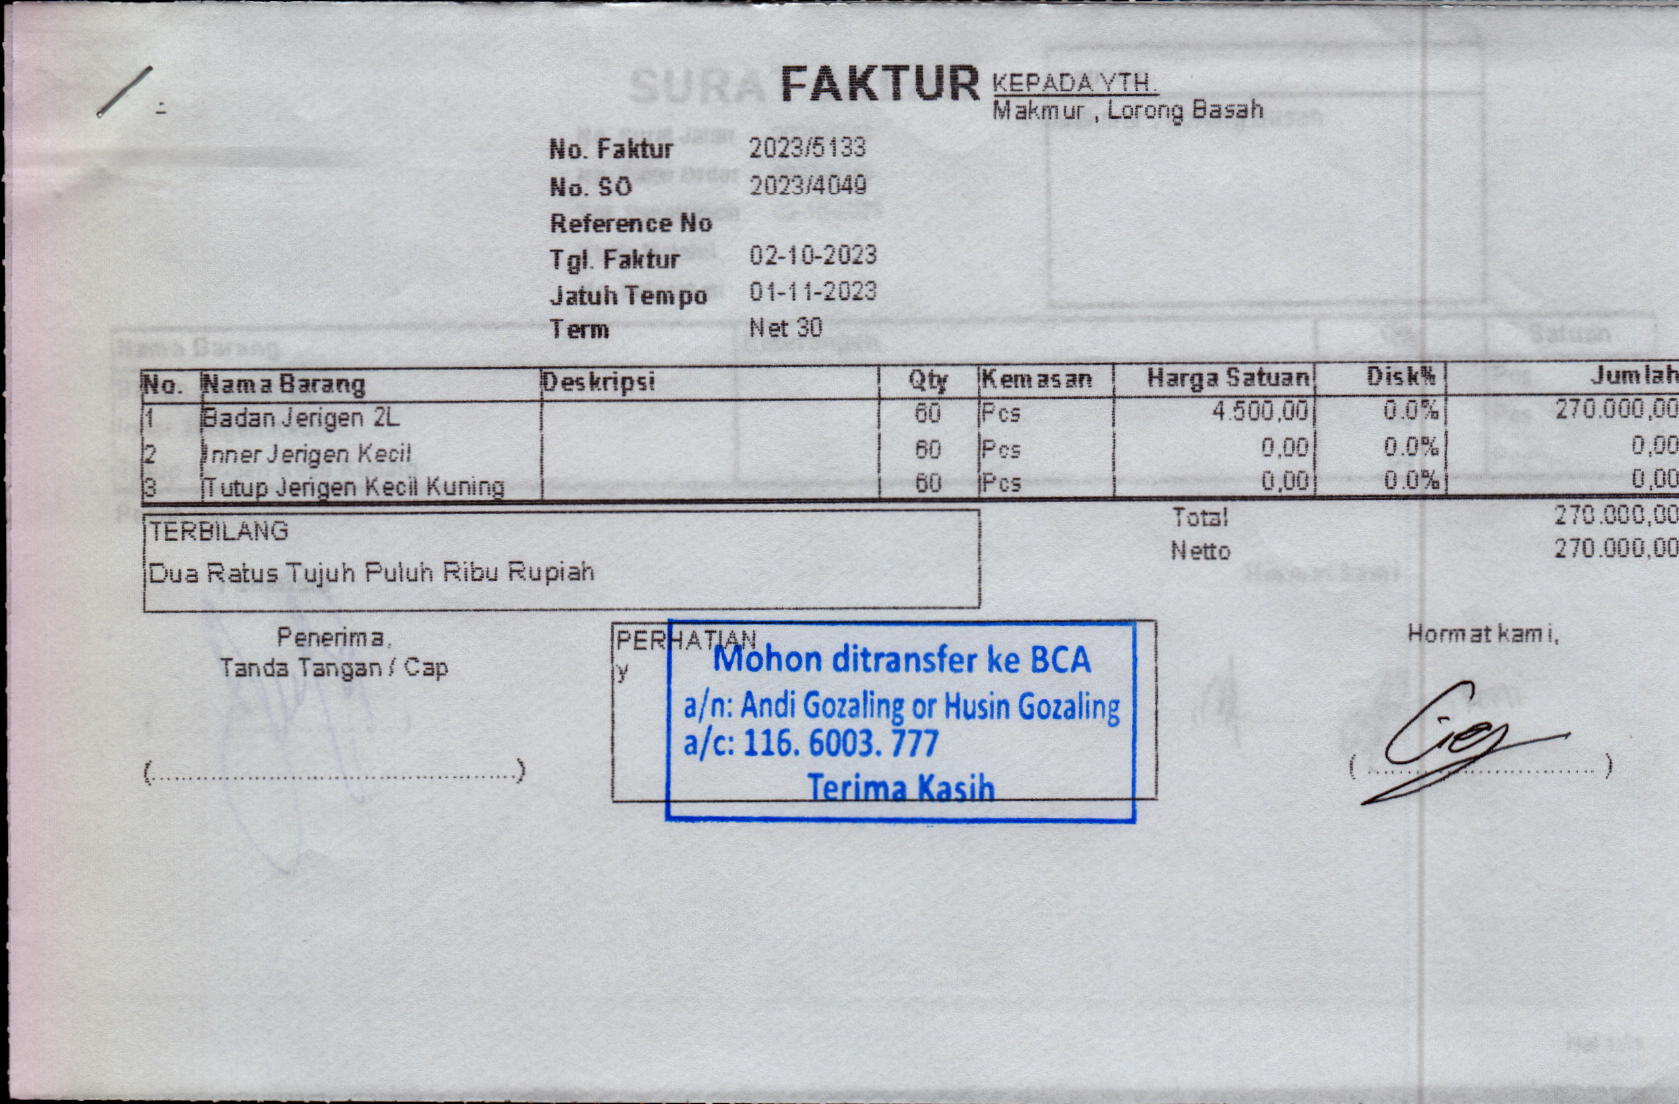 FAKTUR
KEPADA YTH.
Makmur , Lorong Basah
No. Faktur 2023/5133
No. SO 2023/4049
Reference No
Tgl. Faktur 02-10-2023
Jatuh Tempo 01-11-2023
Term Net 30
No. Nama Barang Deskripsi Qty Kemasan Harga Satuan Disk% Jumlah
1 Badan Jerigen 2L 60 Pcs 4.500,00 0.0% 270.000,00
2 Inner Jerigen Kecil 60 Pcs 0,00 0.0% 0,00
3 Tutup Jerigen Kecil Kuning 60 Pcs 0,00 0.0% 0,00
Total 270.000,00
Netto 270.000,00
TERBILANG
Dua Ratus Tujuh Puluh Ribu Rupiah
Penerima,
Tanda Tangan / Cap
(......................................................)
PERHATIAN
y
Mohon ditransfer ke BCA
a/n: Andi Gozaling or Husin Gozaling
a/c: 116. 6003. 777
Terima Kasih
Hormat kami,
(..................................)